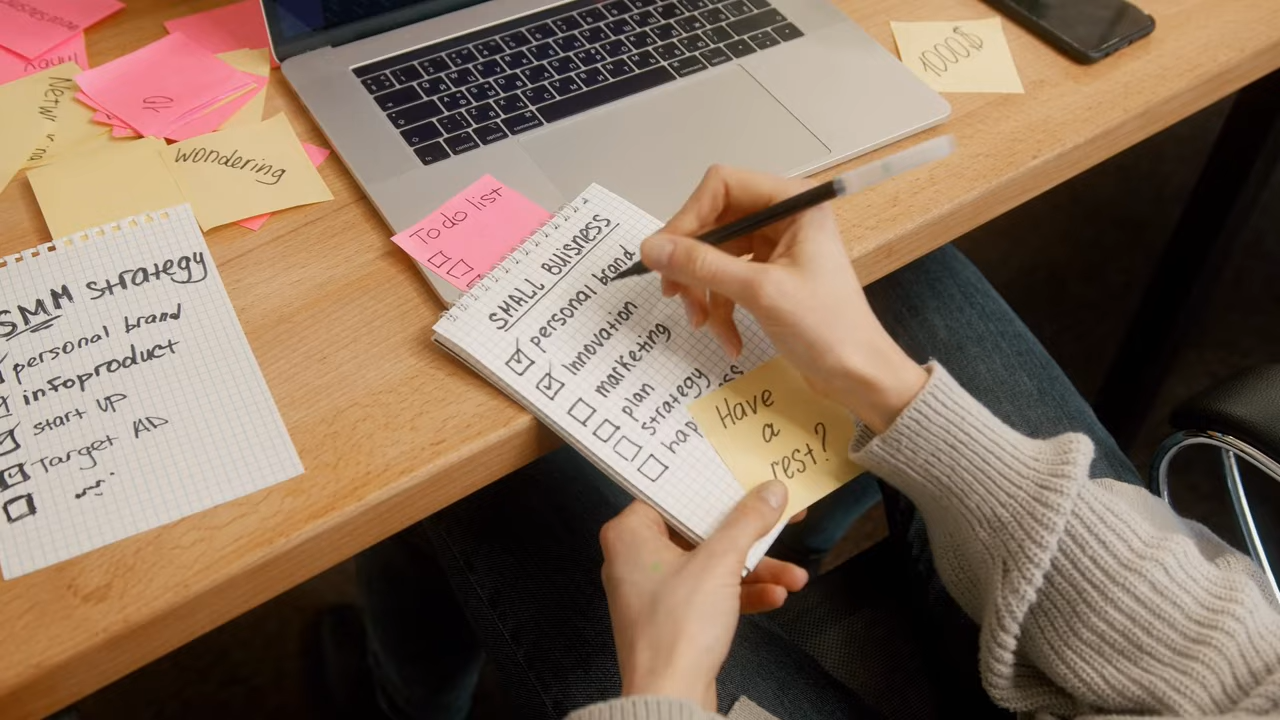 wondering
1000$
To do list
SMM strategy
personal brand
infoproduct
start UP
Target AD
...
SMALL BUISNESS
personal brand
Innovation
marketing
plan
strategy
Have
a
rest?